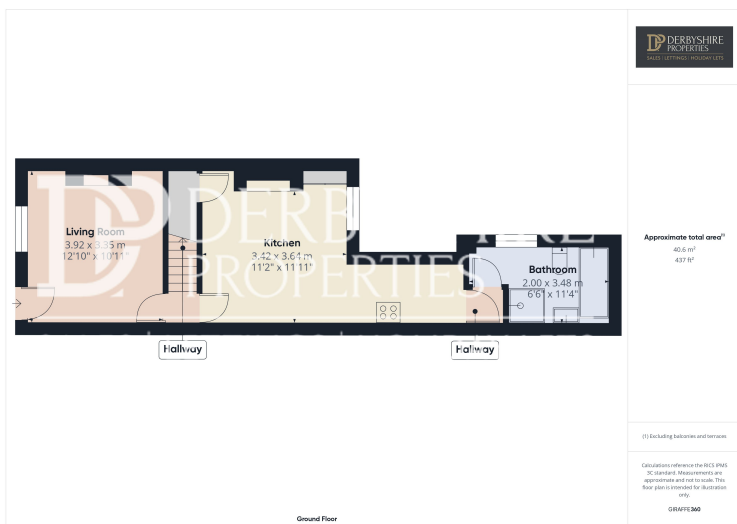 DERBYSHIRE
PROPERTIES
SALES | LETTINGS | HOLIDAY LETS
DERBYSHIRE
PROPERTIES
Living Room
3.92 x 3.35 m
12'10" x 10'11"
Kitchen
3.42 x 3.64 m
11'2" x 11'11"
Bathroom
2.00 x 3.48 m
6'6" x 11'4"
Hallway
Hallway
Ground Floor
Approximate total area(1)
40.6 m²
437 ft²
(1) Excluding balconies and terraces
Calculations reference the RICS IPMS
3C standard. Measurements are
approximate and not to scale. This
floor plan is intended for illustration
only.
GIRAFFE360